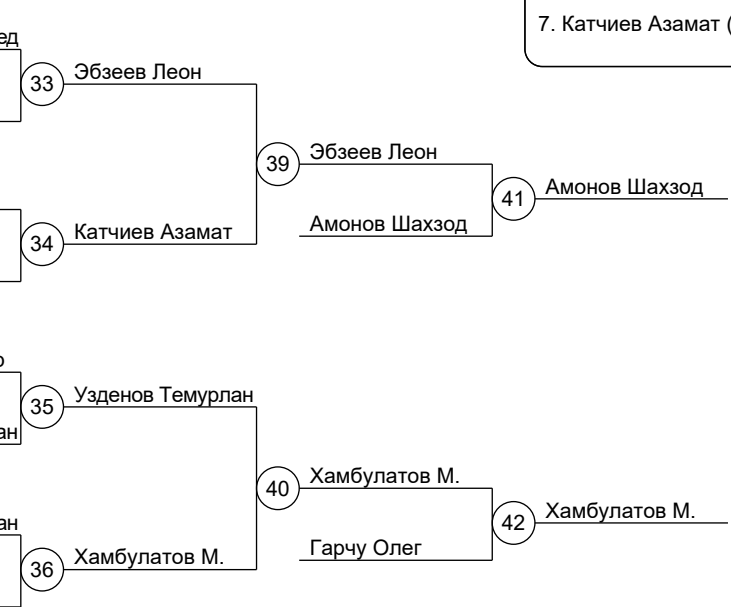 7. Катчиев Азамат (
33 Эбзеев Леон
39 Эбзеев Леон
41 Амонов Шахзод
Амонов Шахзод
34 Катчиев Азамат
35 Узденов Темурлан
40 Хамбулатов М.
42 Хамбулатов М.
Гарчу Олег
36 Хамбулатов М.